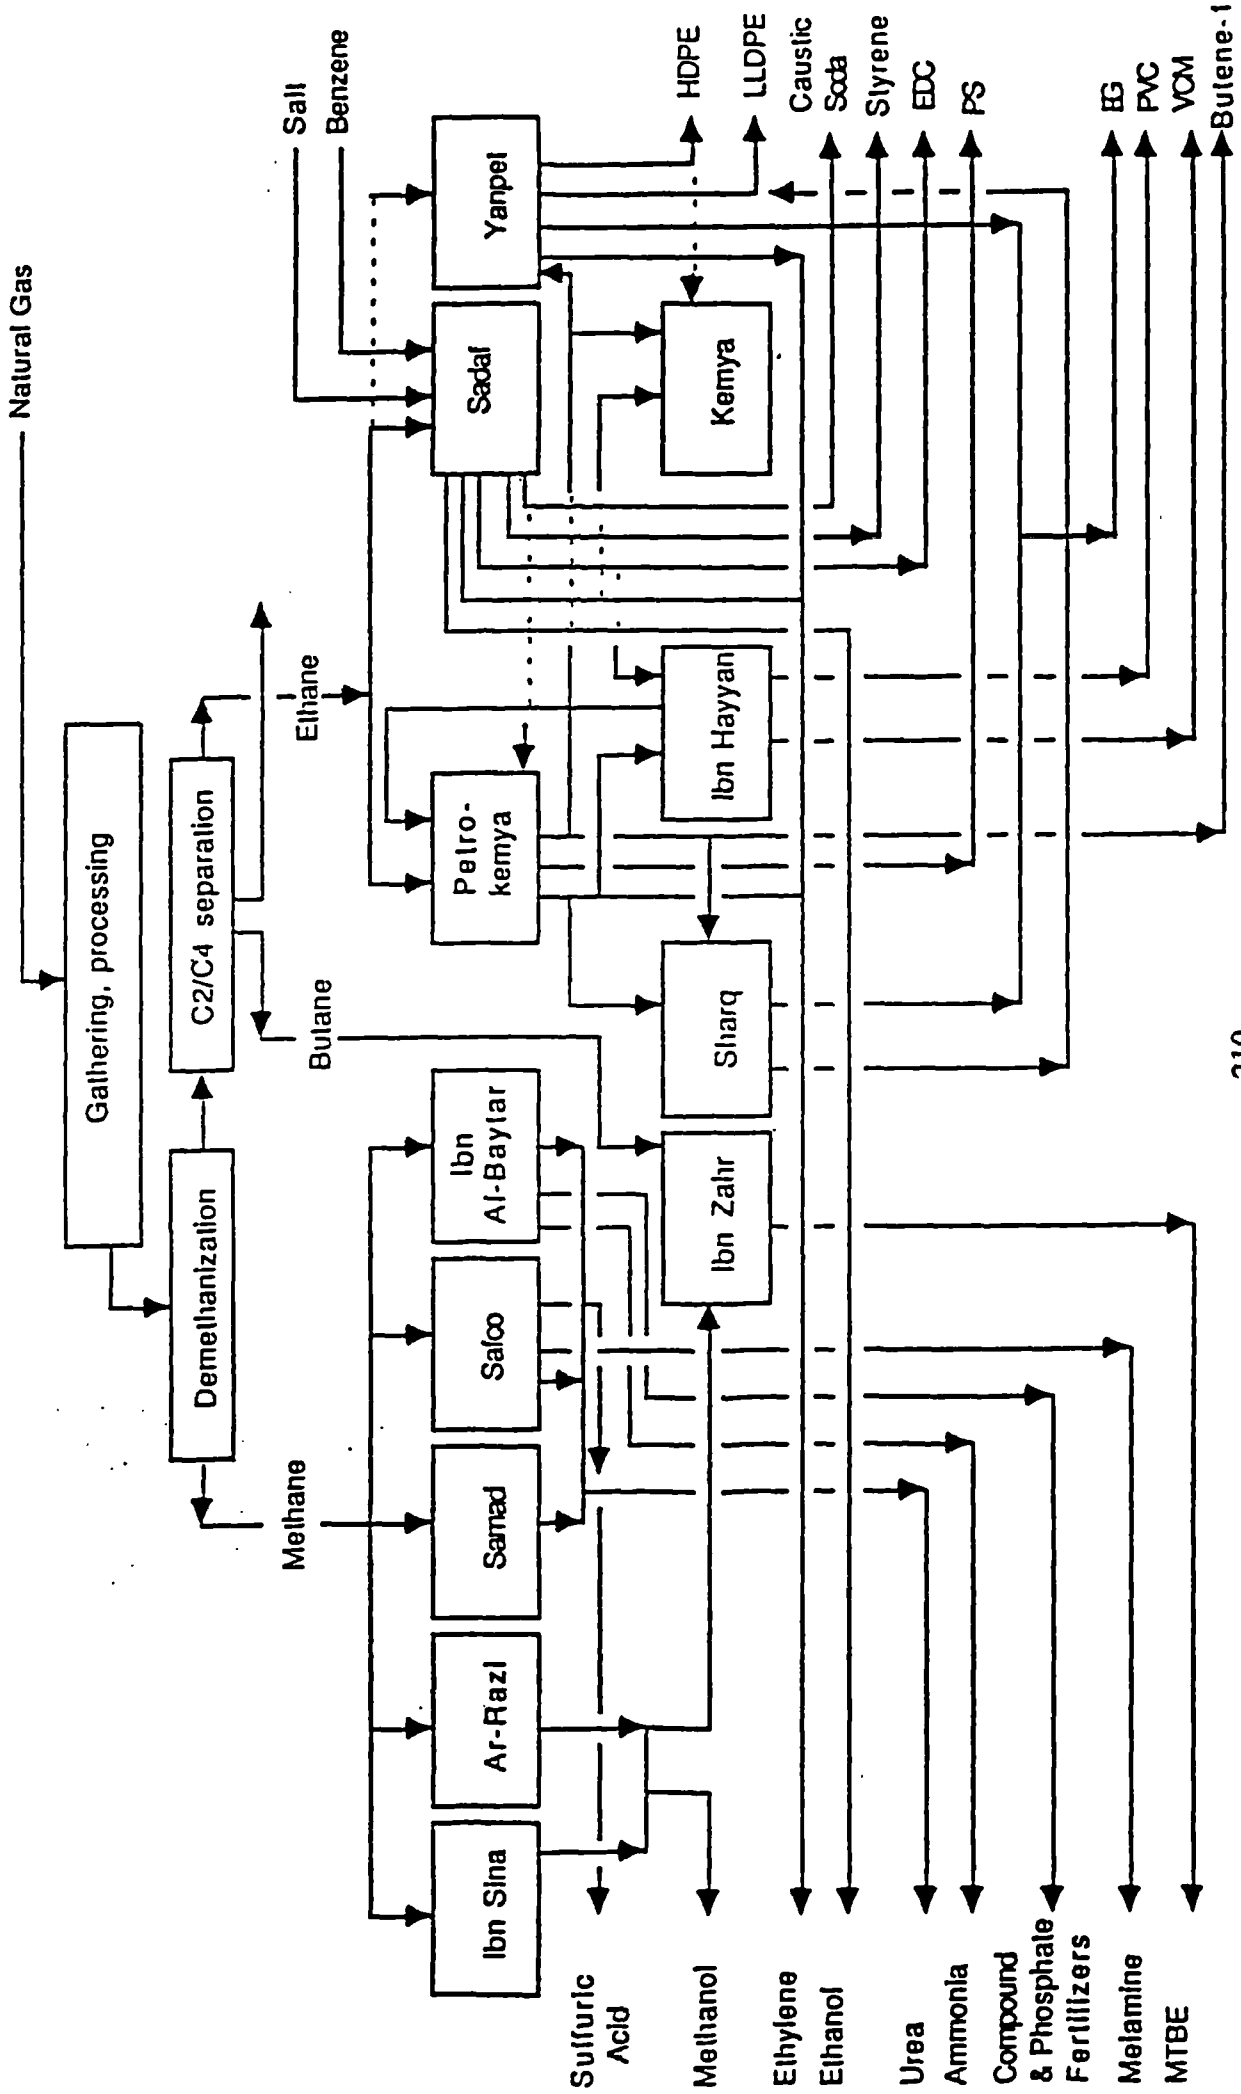 Natural Gas
Gathering, processing
Demethanization
C2/C4 separation
Methane
Butane
Ethane
Salt
Benzene
Ibn Sina
Ar-Razi
Samad
Safco
Ibn
Al-Baytar
Petro-
kemya
Sadaf
Yanpet
Ibn Zahr
Sharq
Ibn Hayyan
Kemya
Sulfuric
Acid
Methanol
Ethylene
Ethanol
Urea
Ammonia
Compound
& Phosphate
Fertilizers
Melamine
MTBE
HDPE
LLDPE
Caustic
Soda
Styrene
EDC
PS
EG
PVC
VCM
Butene-1